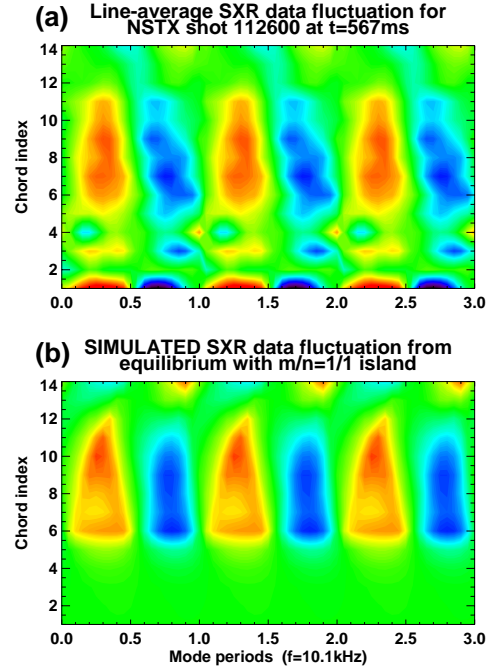 (a) Line-average SXR data fluctuation for
NSTX shot 112600 at t=567ms
14
12
10
8
6
4
2
Chord index
0.0 0.5 1.0 1.5 2.0 2.5 3.0
(b) SIMULATED SXR data fluctuation from
equilibrium with m/n=1/1 island
14
12
10
8
6
4
2
Chord index
0.0 0.5 1.0 1.5 2.0 2.5 3.0
Mode periods (f=10.1kHz)